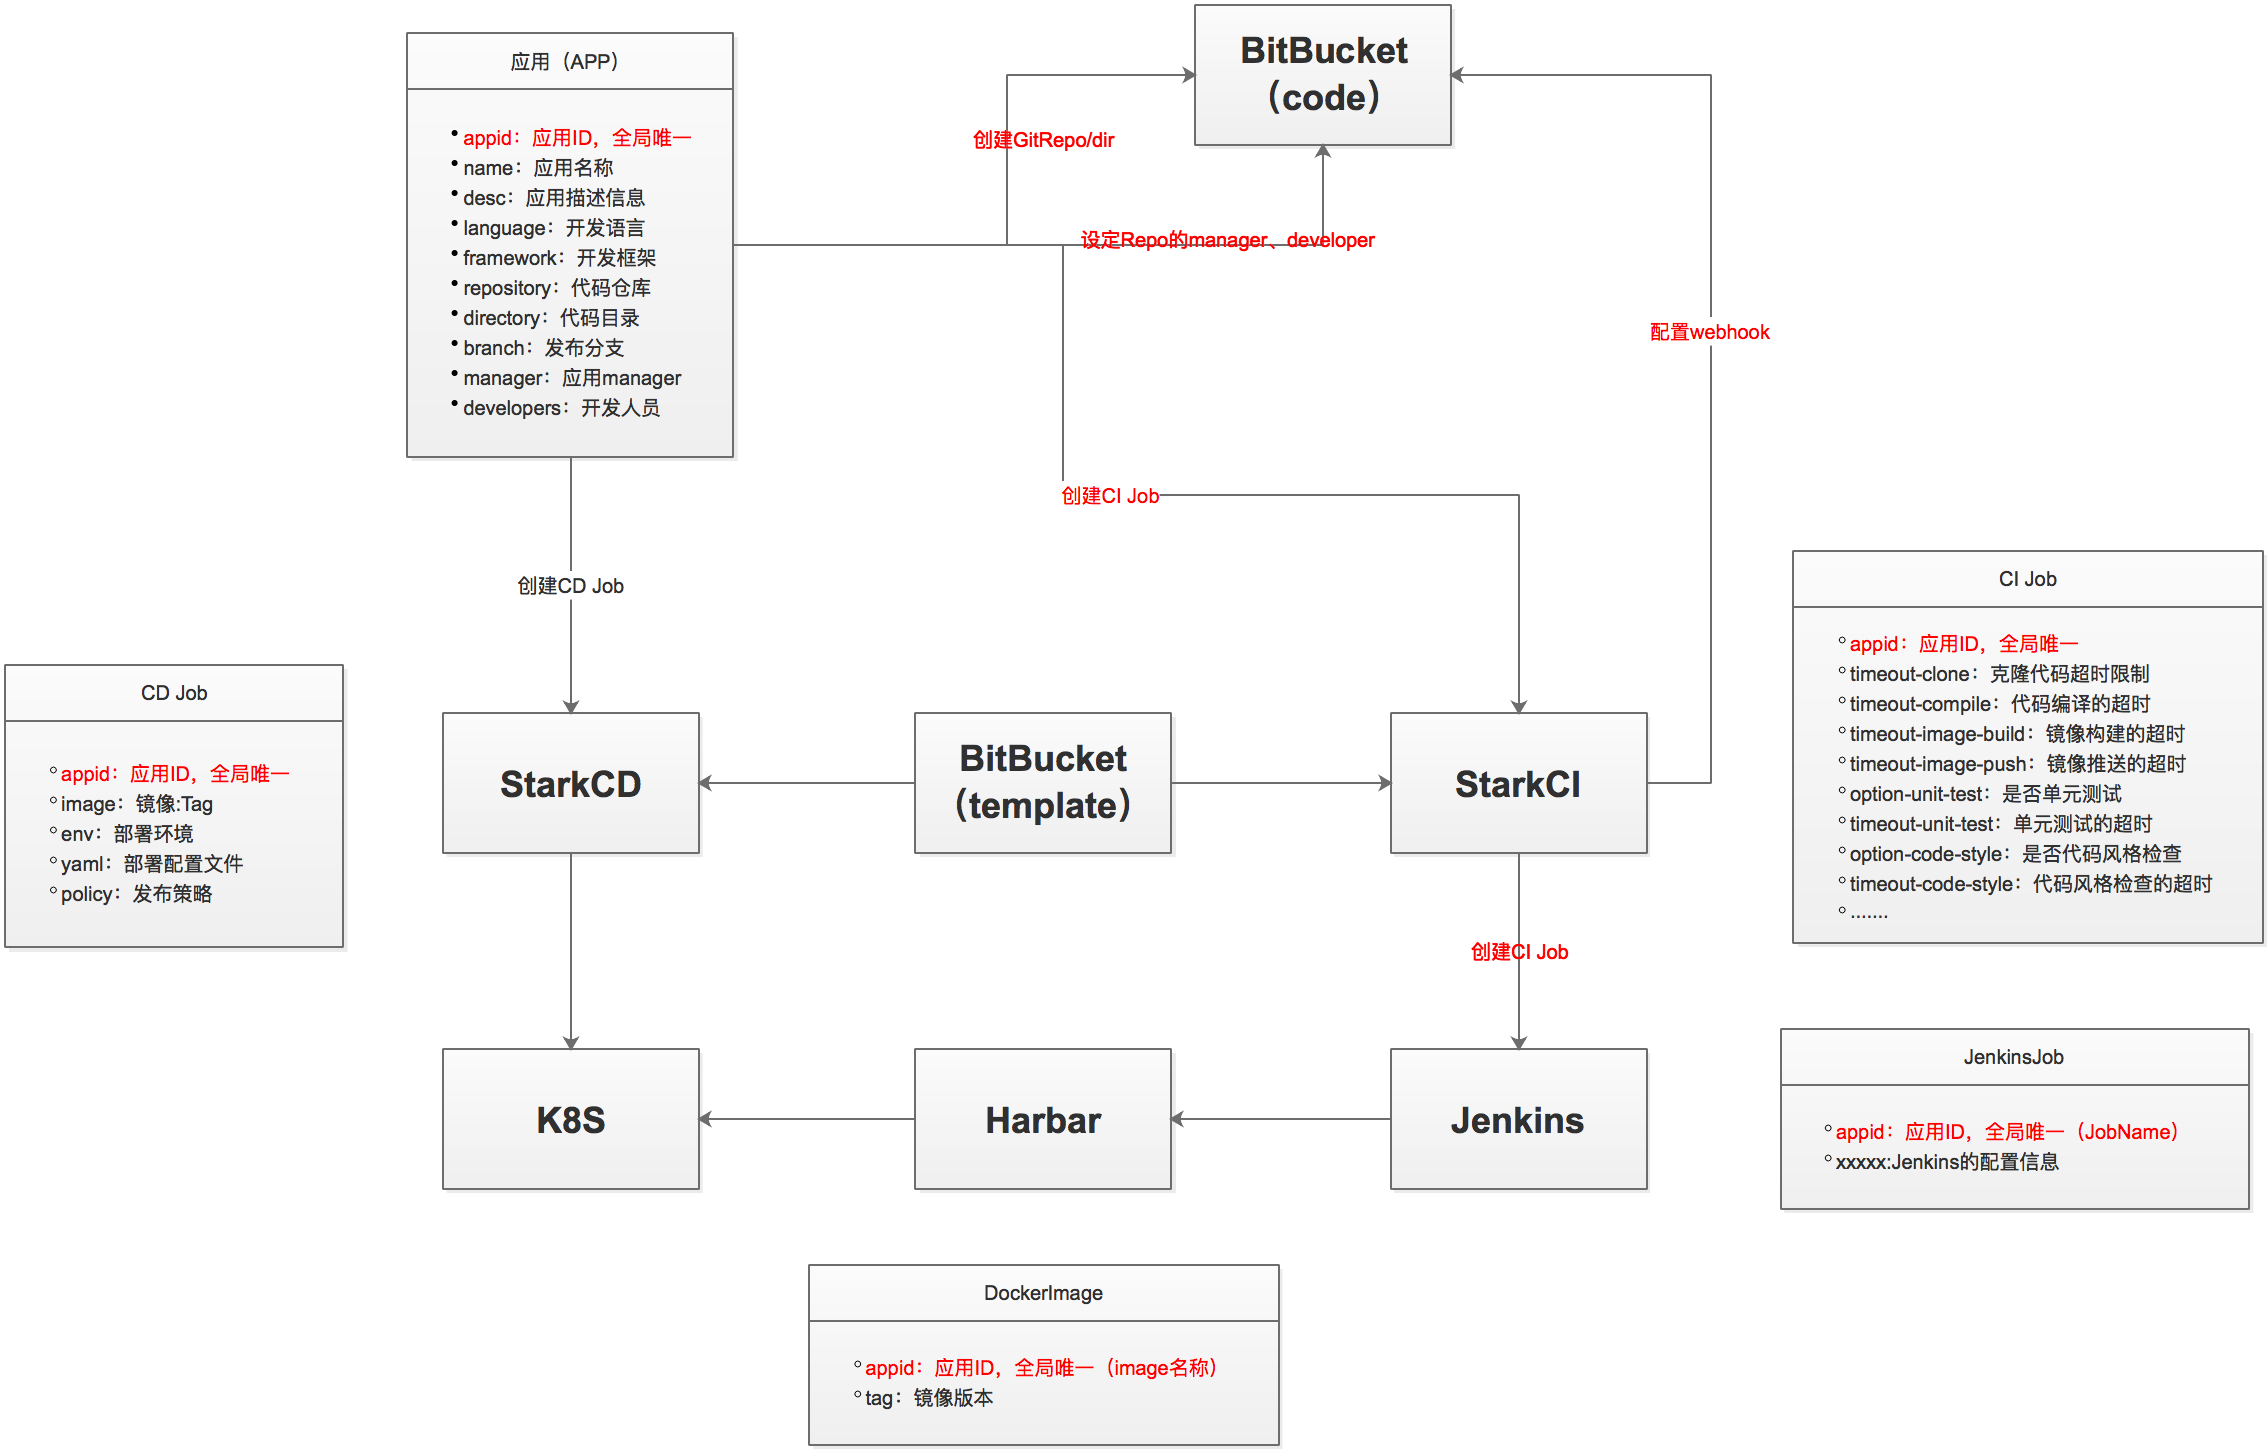 应用（APP）
appid：应用ID，全局唯一
name：应用名称
desc：应用描述信息
language：开发语言
framework：开发框架
repository：代码仓库
directory：代码目录
branch：发布分支
manager：应用manager
developers：开发人员
BitBucket
（code）
创建GitRepo/dir
设定Repo的manager、developer
配置webhook
创建CI Job
创建CD Job
CD Job
appid：应用ID，全局唯一
image：镜像:Tag
env：部署环境
yaml：部署配置文件
policy：发布策略
StarkCD
BitBucket
（template）
StarkCI
CI Job
appid：应用ID，全局唯一
timeout-clone：克隆代码超时限制
timeout-compile：代码编译的超时
timeout-image-build：镜像构建的超时
timeout-image-push：镜像推送的超时
option-unit-test：是否单元测试
timeout-unit-test：单元测试的超时
option-code-style：是否代码风格检查
timeout-code-style：代码风格检查的超时
.......
创建CI Job
K8S
Harbar
Jenkins
JenkinsJob
appid：应用ID，全局唯一（JobName）
xxxxx:Jenkins的配置信息
DockerImage
appid：应用ID，全局唯一（image名称）
tag：镜像版本